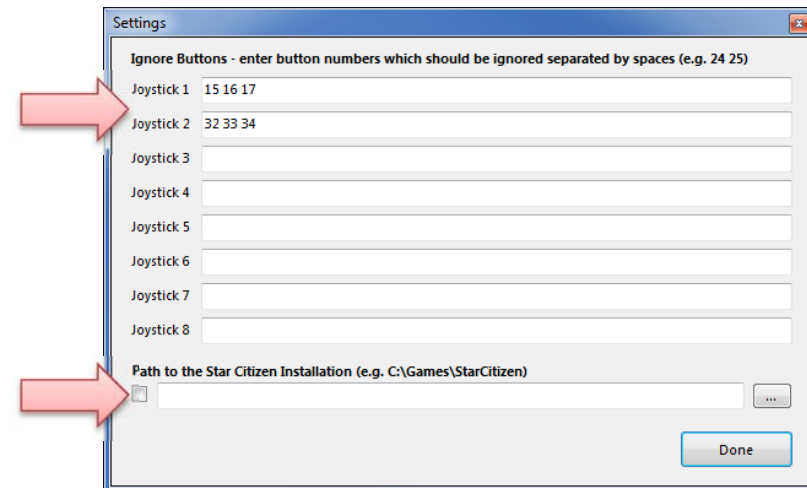 Settings
Ignore Buttons - enter button numbers which should be ignored separated by spaces (e.g. 24 25)
Joystick 1 15 16 17
Joystick 2 32 33 34
Joystick 3
Joystick 4
Joystick 5
Joystick 6
Joystick 7
Joystick 8
Path to the Star Citizen Installation (e.g. C:\Games\StarCitizen)
...
Done